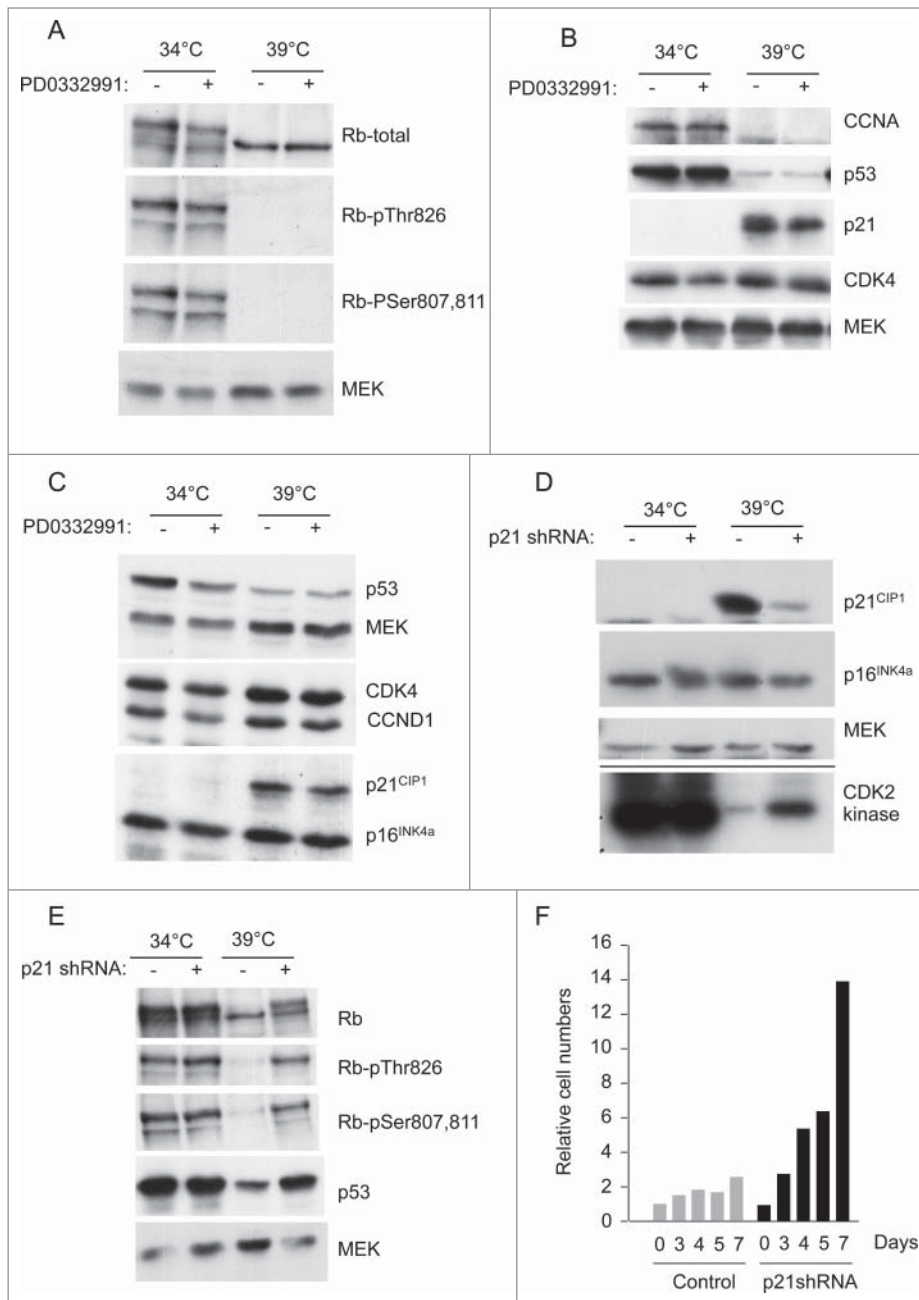 A
34°C 39°C
PD0332991: - + - +
Rb-total
Rb-pThr826
Rb-PSer807,811
MEK
B
34°C 39°C
PD0332991: - + - +
CCNA
p53
p21
CDK4
MEK
C
34°C 39°C
PD0332991: - + - +
p53
MEK
CDK4
CCND1
p21CIP1
p16INK4a
D
34°C 39°C
p21 shRNA: - + - +
p21CIP1
p16INK4a
MEK
CDK2
kinase
E
34°C 39°C
p21 shRNA: - + - +
Rb
Rb-pThr826
Rb-pSer807,811
p53
MEK
F
Relative cell numbers
16
14
12
10
8
6
4
2
0
0 3 4 5 7 0 3 4 5 7 Days
Control p21shRNA